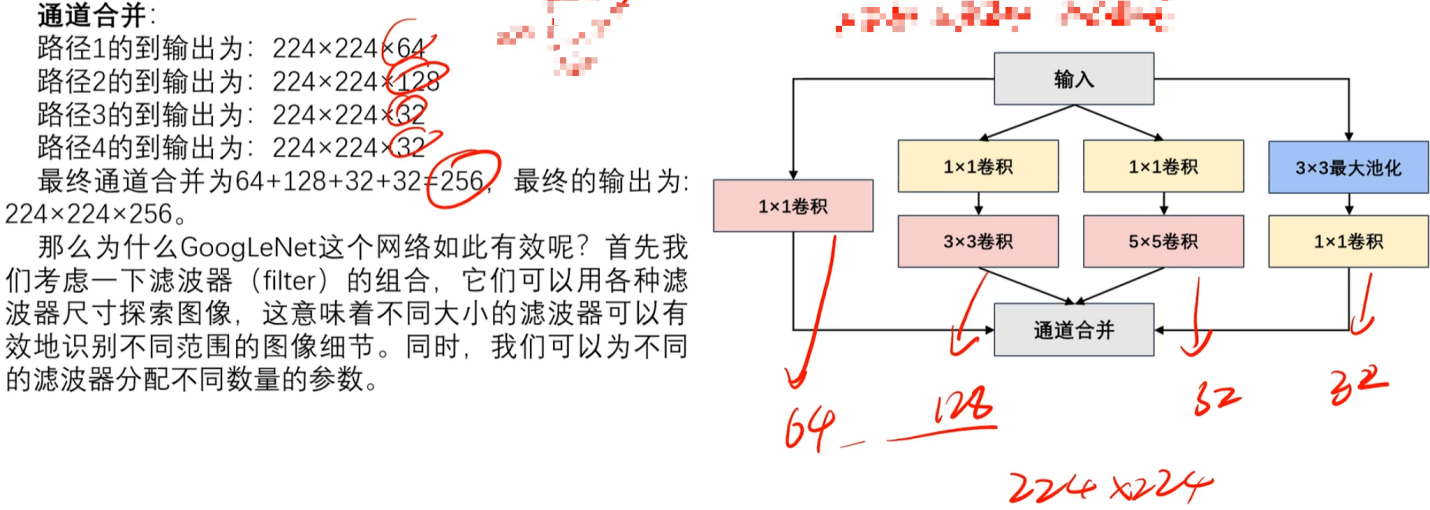 通道合并：
路径1的到输出为：224×224×64
路径2的到输出为：224×224×128
路径3的到输出为：224×224×32
路径4的到输出为：224×224×32
最终通道合并为64+128+32+32=256，最终的输出为：
224×224×256。
那么为什么GoogLeNet这个网络如此有效呢？首先我
们考虑一下滤波器（filter）的组合，它们可以用各种滤
波器尺寸探索图像，这意味着不同大小的滤波器可以有
效地识别不同范围的图像细节。同时，我们可以为不同
的滤波器分配不同数量的参数。
输入
1×1卷积
1×1卷积
3×3最大池化
1×1卷积
3×3卷积
5×5卷积
1×1卷积
通道合并
64
128
32
32
224×224